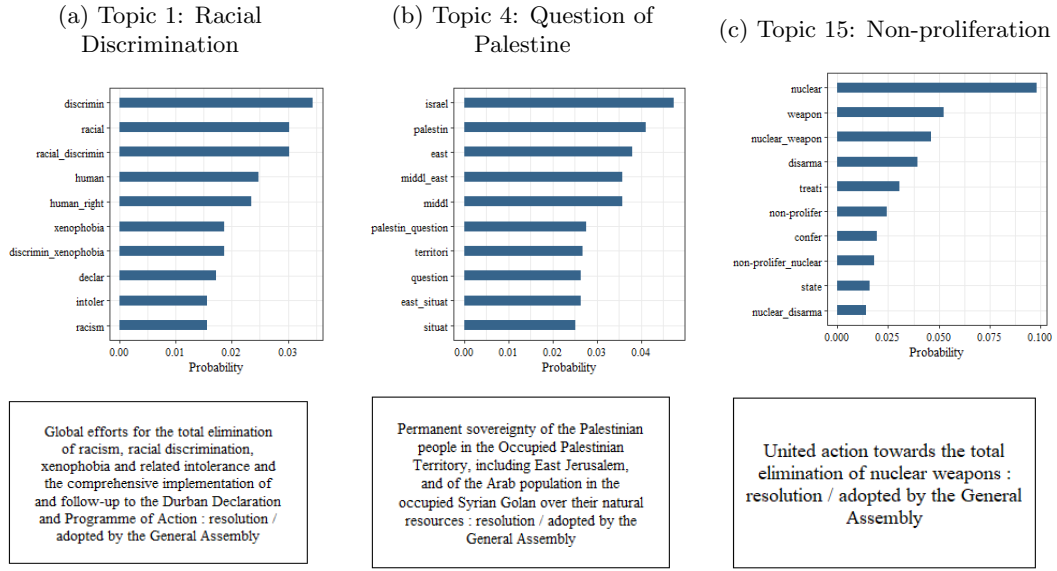 (a) Topic 1: Racial
Discrimination
discrimin
racial
racial_discrimin
human
human_right
xenophobia
discrimin_xenophobia
declar
intoler
racism
0.00 0.01 0.02 0.03
Probability
Global efforts for the total elimination
of racism, racial discrimination,
xenophobia and related intolerance and
the comprehensive implementation of
and follow-up to the Durban Declaration
and Programme of Action : resolution /
adopted by the General Assembly
(b) Topic 4: Question of
Palestine
israel
palestin
east
middl_east
middl
palestin_question
territori
question
east_situat
situat
0.00 0.01 0.02 0.03 0.04
Probability
Permanent sovereignty of the Palestinian
people in the Occupied Palestinian
Territory, including East Jerusalem,
and of the Arab population in the
occupied Syrian Golan over their natural
resources : resolution / adopted by the
General Assembly
(c) Topic 15: Non-proliferation
nuclear
weapon
nuclear_weapon
disarma
treati
non-prolifer
confer
non-prolifer_nuclear
state
nuclear_disarma
0.000 0.025 0.050 0.075 0.100
Probability
United action towards the total
elimination of nuclear weapons :
resolution / adopted by the General
Assembly